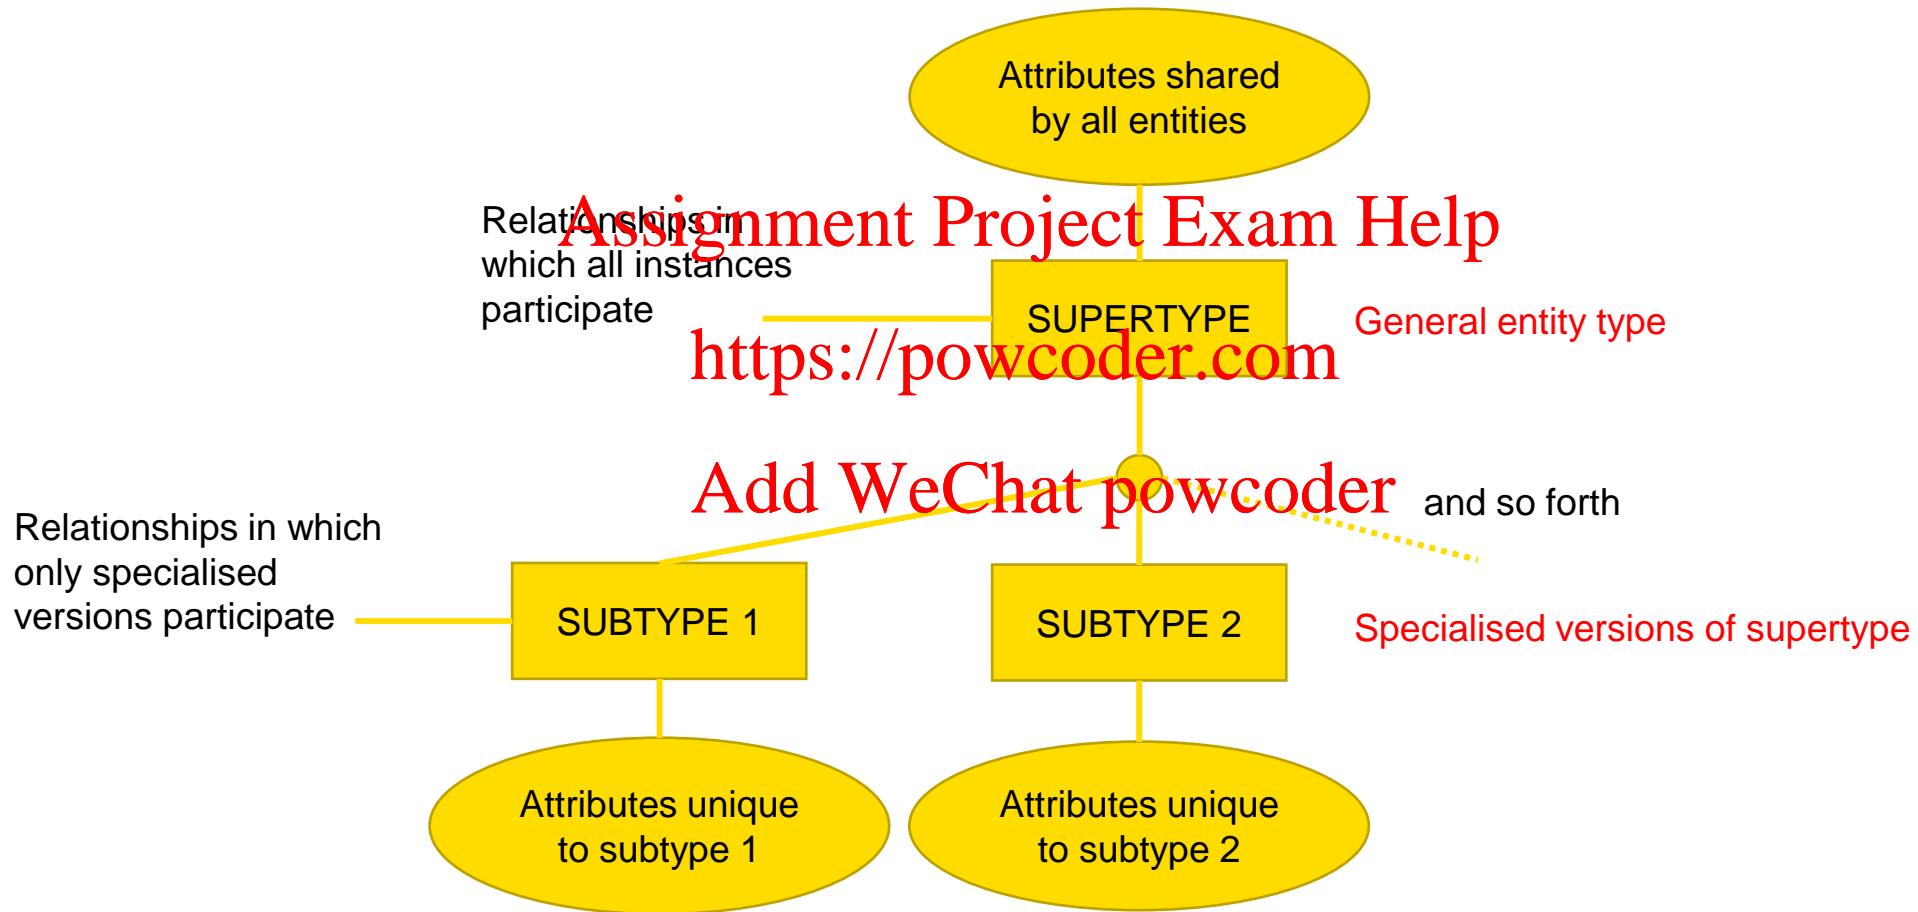 Attributes shared
by all entities
Relationships in
which all instances
participate
Assignment Project Exam Help
SUPERTYPE
General entity type
https://powcoder.com
Add WeChat powcoder
and so forth
Relationships in which
only specialised
versions participate
SUBTYPE 1
SUBTYPE 2
Specialised versions of supertype
Attributes unique
to subtype 1
Attributes unique
to subtype 2